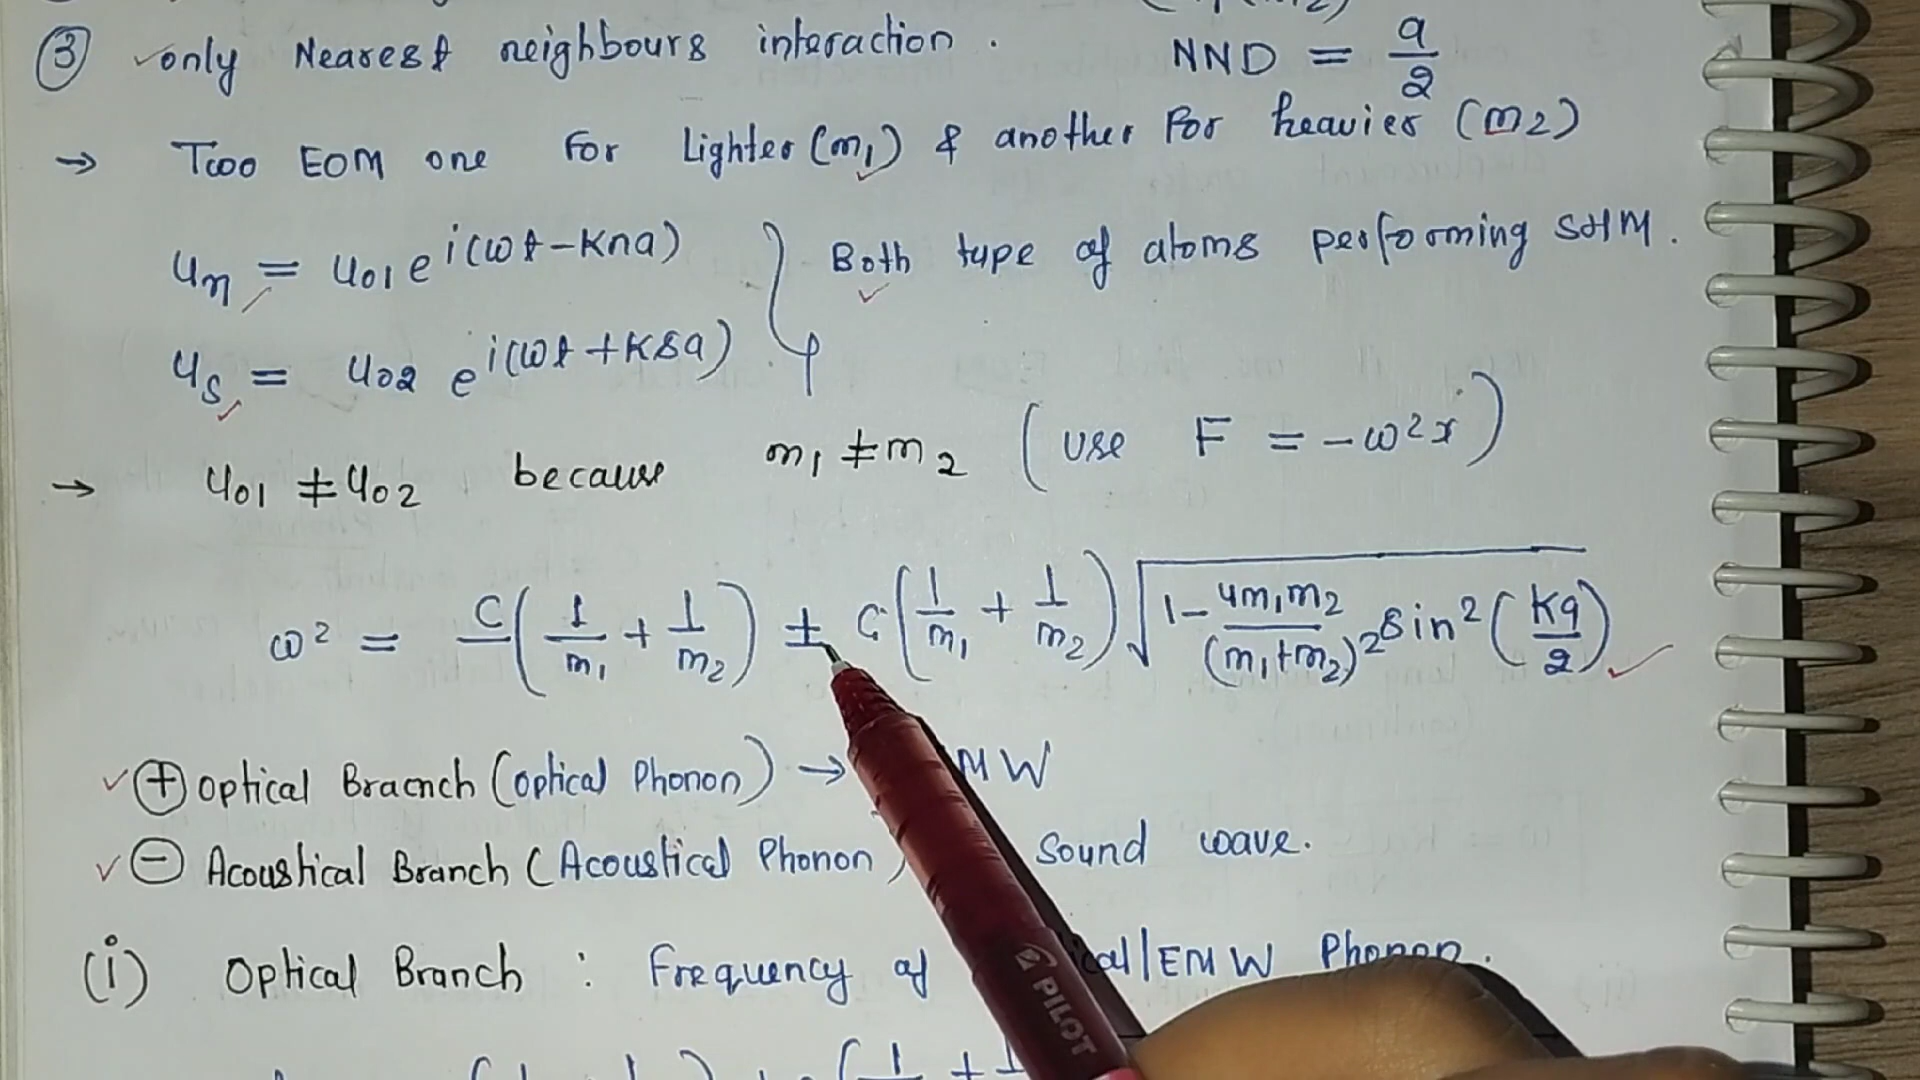 ③ only Nearest neighbours interaction . NND = a/2
→ Two EOM one for Lighter (m₁) & another for heavier (m₂)
uₙ = u₀₁ e^i(ωt-Kna) } Both type of atoms performing SHM.
uₛ = u₀₂ e^i(ωt+Ksa)
→ u₀₁ ≠ u₀₂ because m₁ ≠ m₂ (use F = -ω²x)
ω² = C(1/m₁ + 1/m₂) ± C(1/m₁ + 1/m₂) √(1 - 4m₁m₂/(m₁+m₂)² sin²(Ka/2))
⊕ optical Braench (optical Phonon) → MW
⊖ Acoustical Branch (Acoustical Phonon) Sound wave.
(i) Optical Branch : Frequency of cal/EMW Phonon.
PILOT